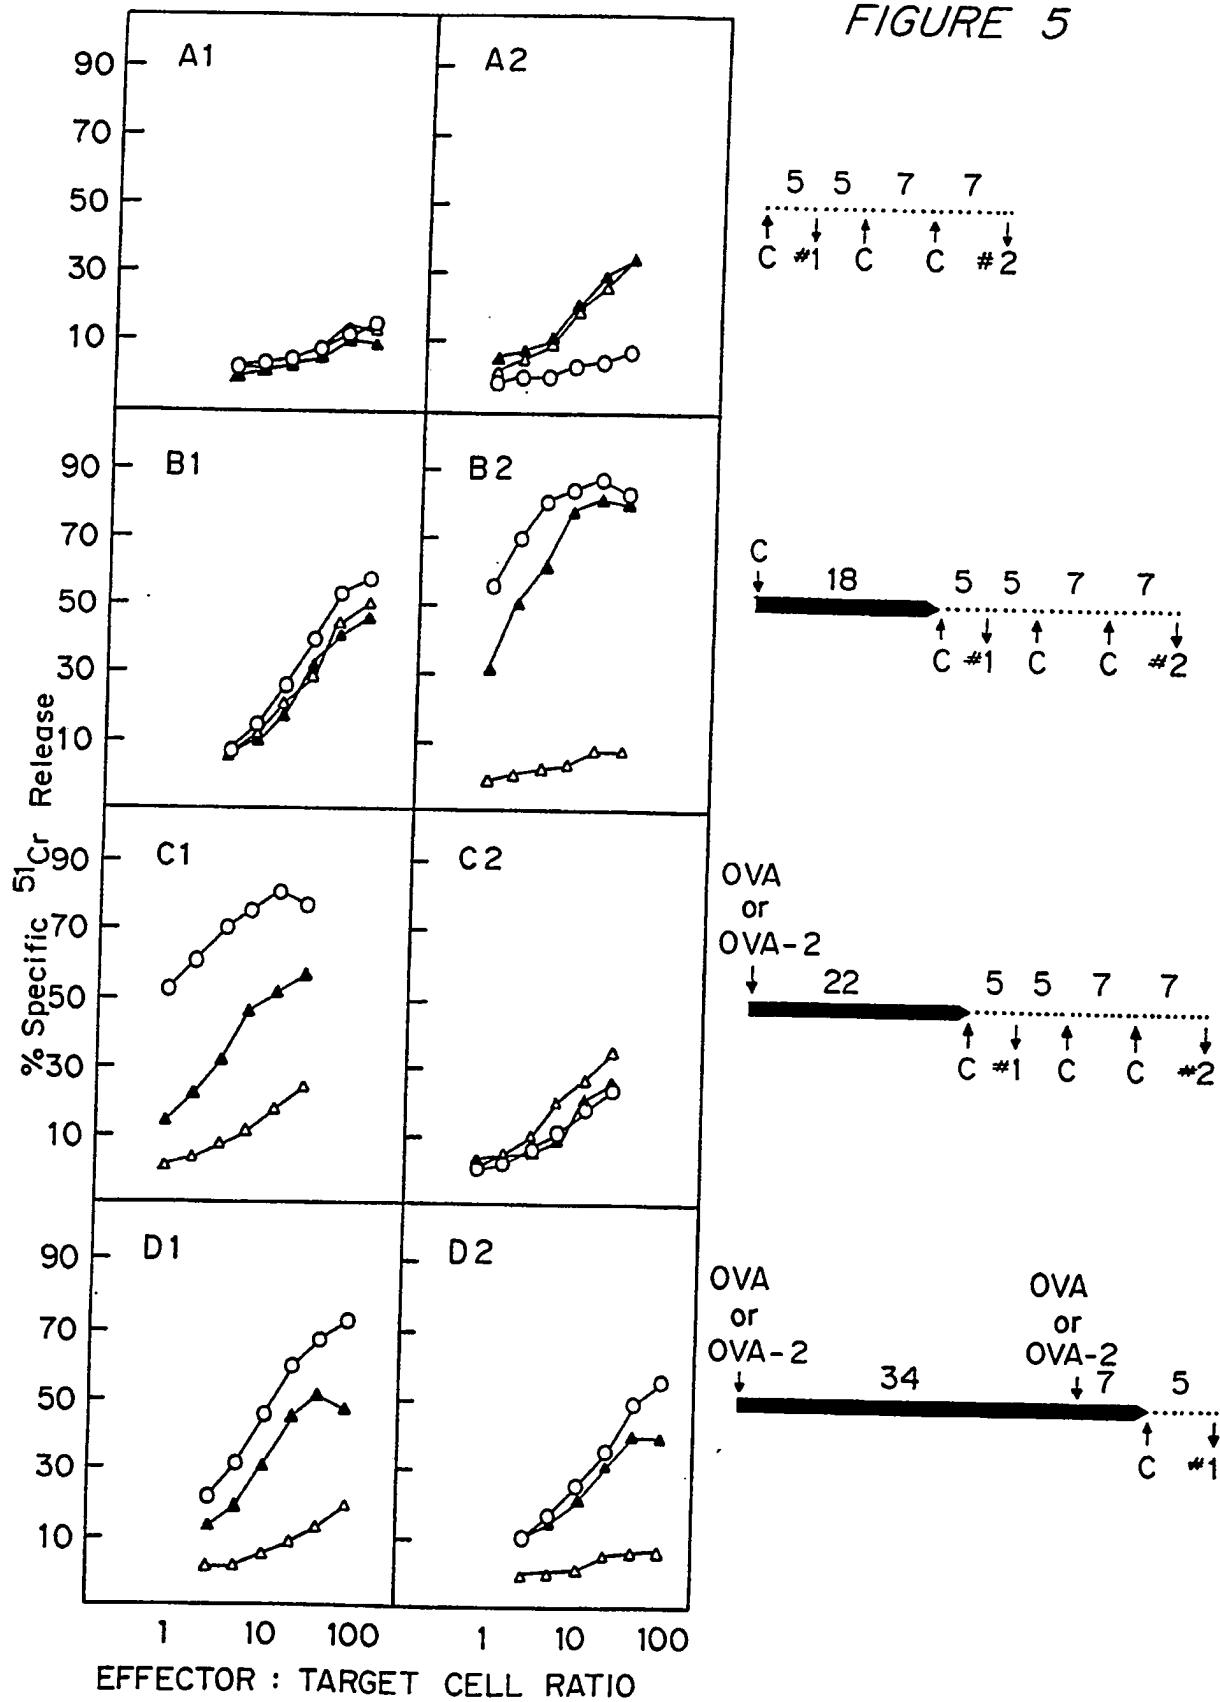 FIGURE 5
A1
A2
90
70
50
30
10
5 5 7 7
C #1 C C #2
B1
B2
90
70
50
30
10
C
18 5 5 7 7
C #1 C C #2
% Specific 51Cr Release
C1
C2
90
70
50
30
10
OVA
or
OVA-2
22 5 5 7 7
C #1 C C #2
D1
D2
90
70
50
30
10
OVA
or
OVA-2
OVA
or
OVA-2
34 7 5
C #1
1 10 100
1 10 100
EFFECTOR : TARGET CELL RATIO